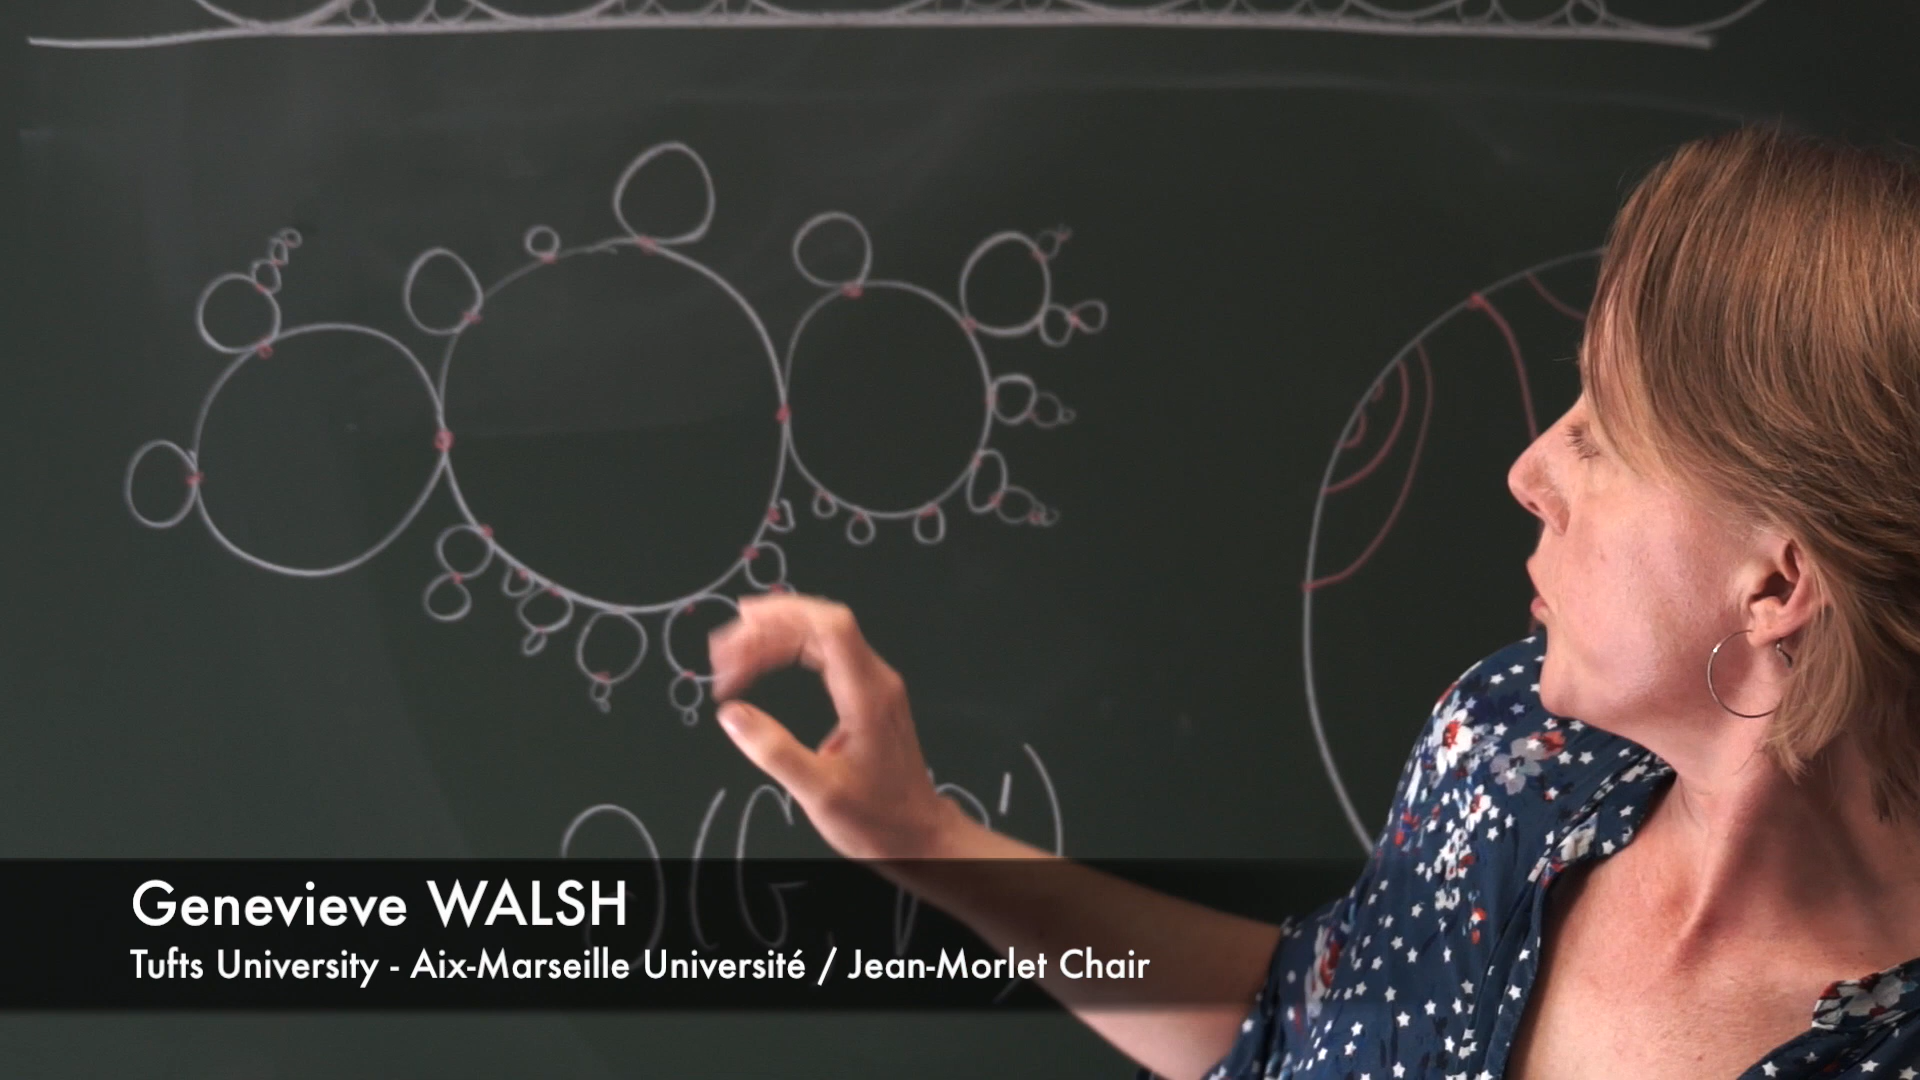 ∂(G, P')
Genevieve WALSH
Tufts University - Aix-Marseille Université / Jean-Morlet Chair